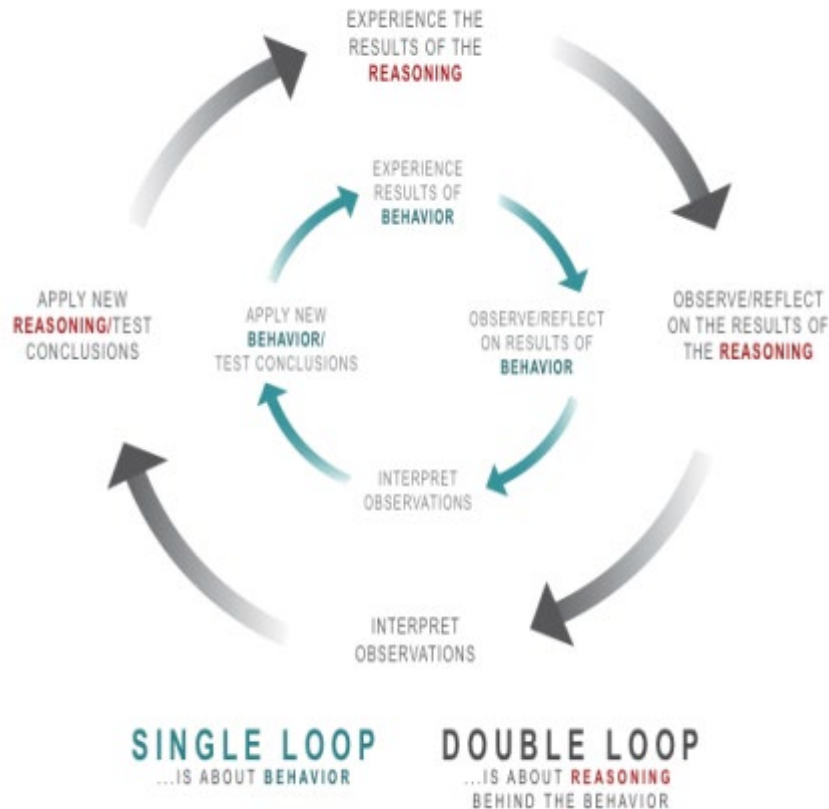 EXPERIENCE THE
RESULTS OF THE
REASONING
EXPERIENCE
RESULTS OF
BEHAVIOR
APPLY NEW
REASONING/TEST
CONCLUSIONS
APPLY NEW
BEHAVIOR/
TEST CONCLUSIONS
OBSERVE/REFLECT
ON RESULTS OF
BEHAVIOR
OBSERVE/REFLECT
ON THE RESULTS OF
THE REASONING
INTERPRET
OBSERVATIONS
INTERPRET
OBSERVATIONS
SINGLE LOOP
...IS ABOUT BEHAVIOR
DOUBLE LOOP
...IS ABOUT REASONING
BEHIND THE BEHAVIOR